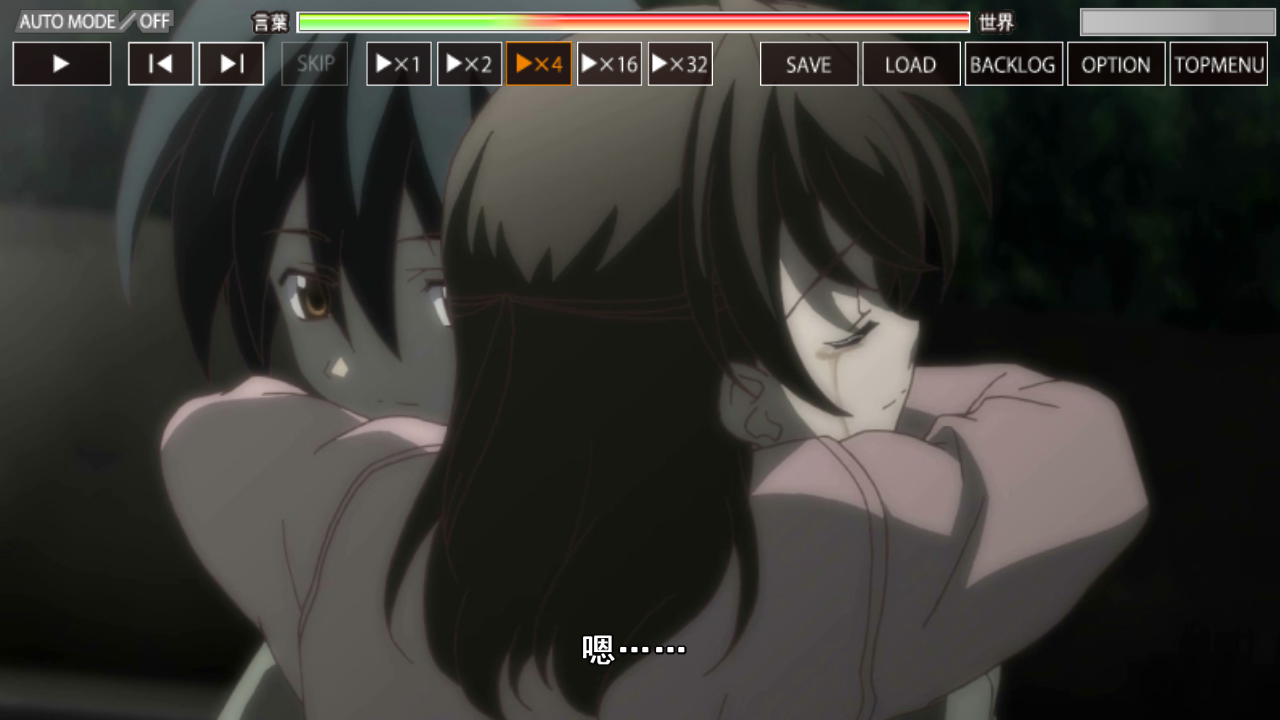 AUTO MODE／OFF
言葉
世界
SKIP
▶×1
▶×2
▶×4
▶×16
▶×32
SAVE
LOAD
BACKLOG
OPTION
TOPMENU
嗯⋯⋯